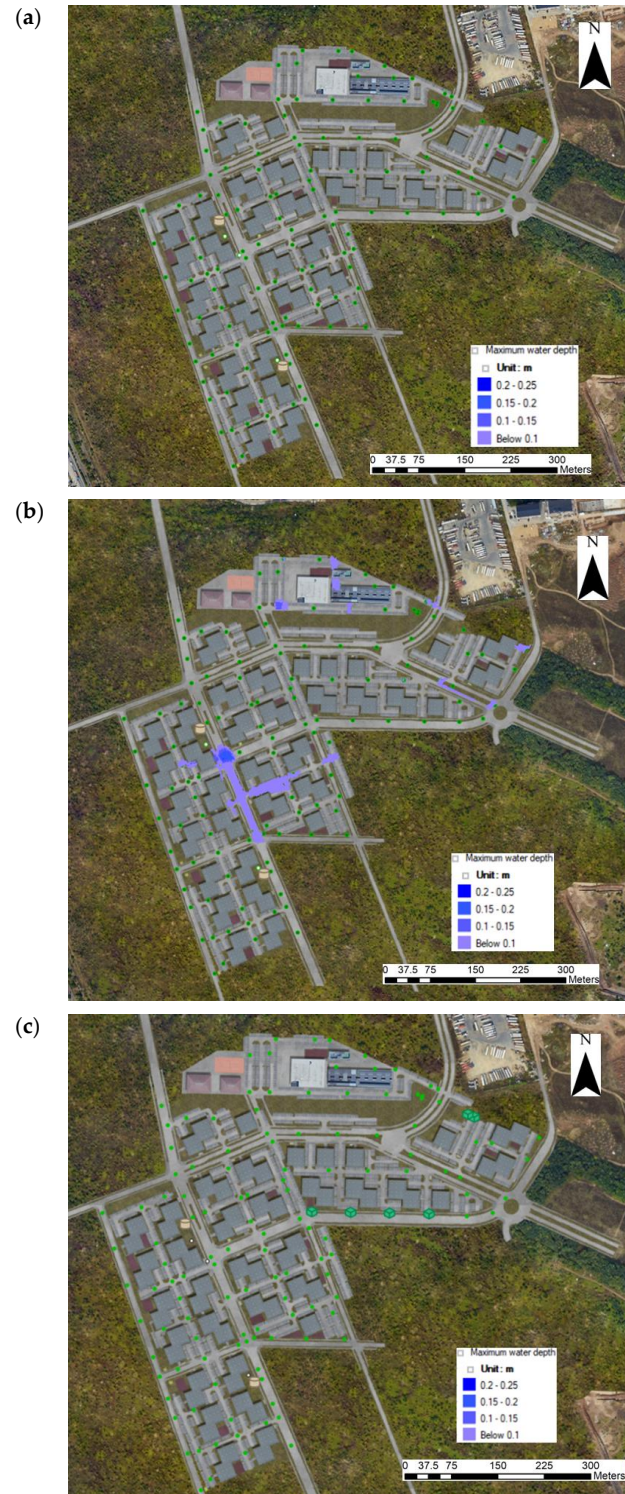 (a)
N
Maximum water depth
Unit: m
0.2 - 0.25
0.15 - 0.2
0.1 - 0.15
Below 0.1
0 37.5 75 150 225 300
Meters
(b)
N
Maximum water depth
Unit: m
0.2 - 0.25
0.15 - 0.2
0.1 - 0.15
Below 0.1
0 37.5 75 150 225 300
Meters
(c)
N
Maximum water depth
Unit: m
0.2 - 0.25
0.15 - 0.2
0.1 - 0.15
Below 0.1
0 37.5 75 150 225 300
Meters